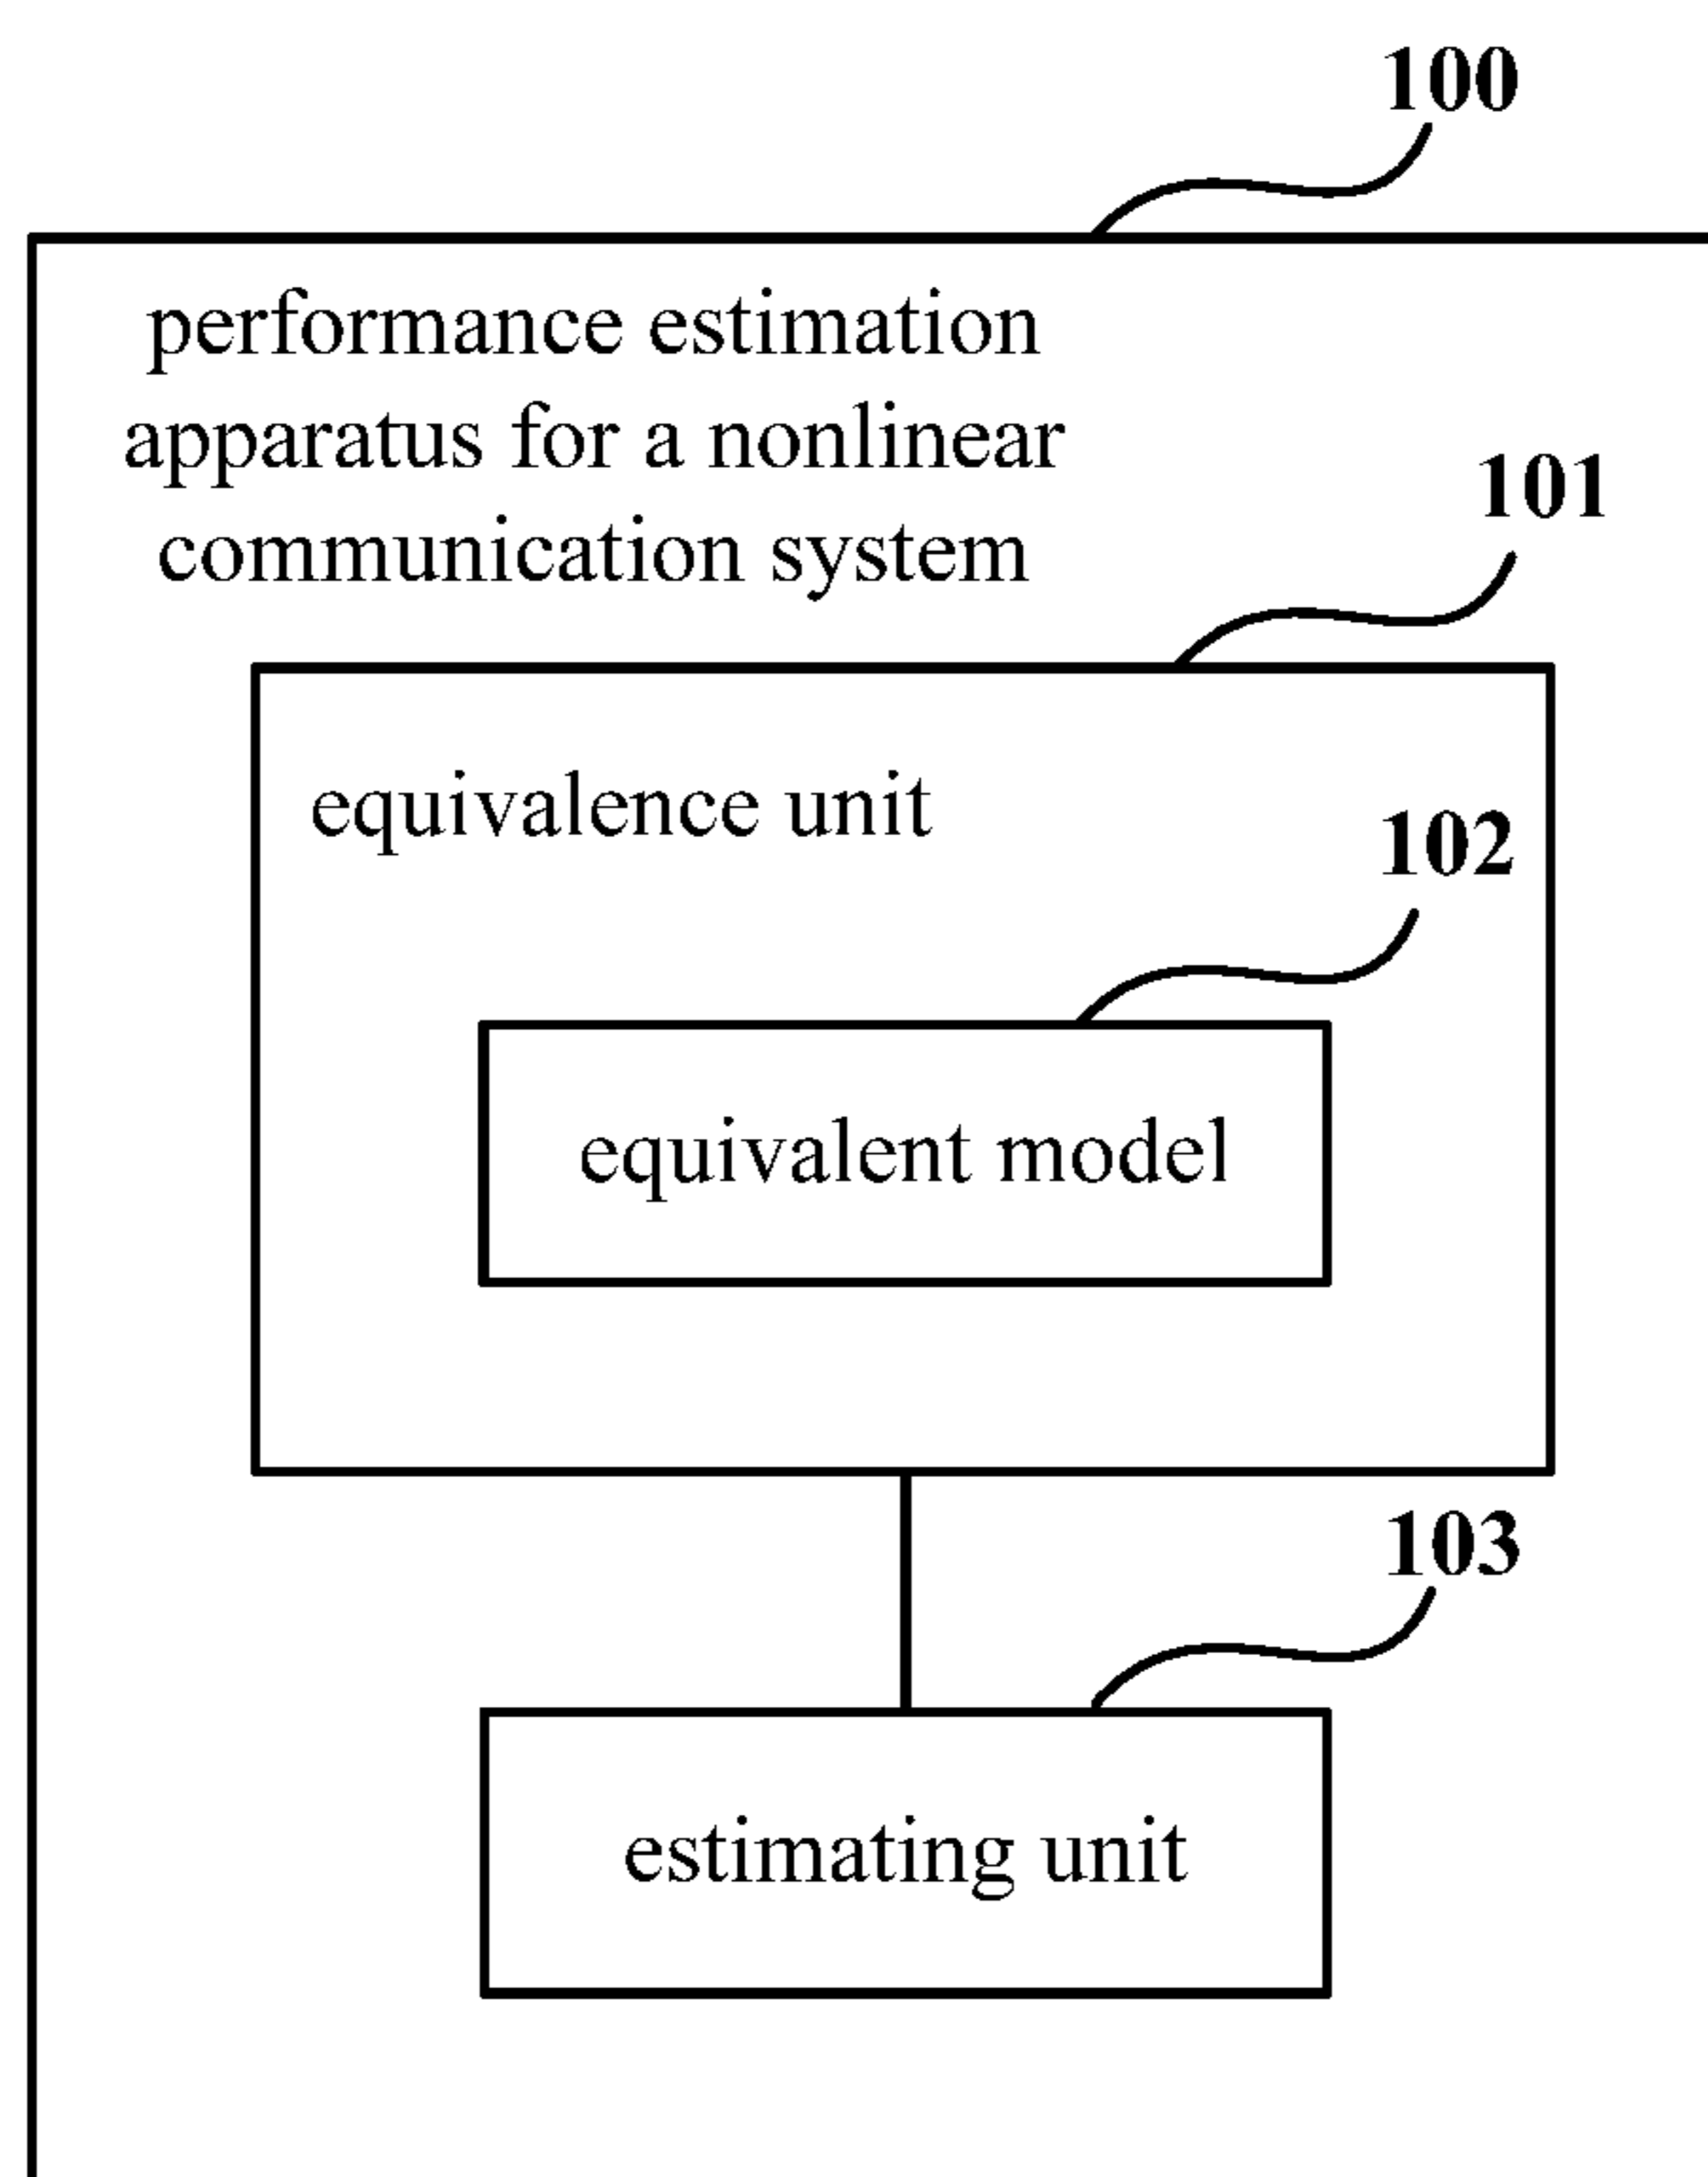 100
performance estimation
apparatus for a nonlinear
communication system
101
equivalence unit
102
equivalent model
103
estimating unit